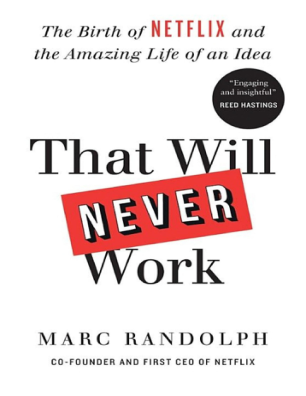 The Birth of NETFLIX and
the Amazing Life of an Idea
“Engaging
and insightful”
REED HASTINGS
That Will
NEVER
Work
MARC RANDOLPH
CO-FOUNDER AND FIRST CEO OF NETFLIX